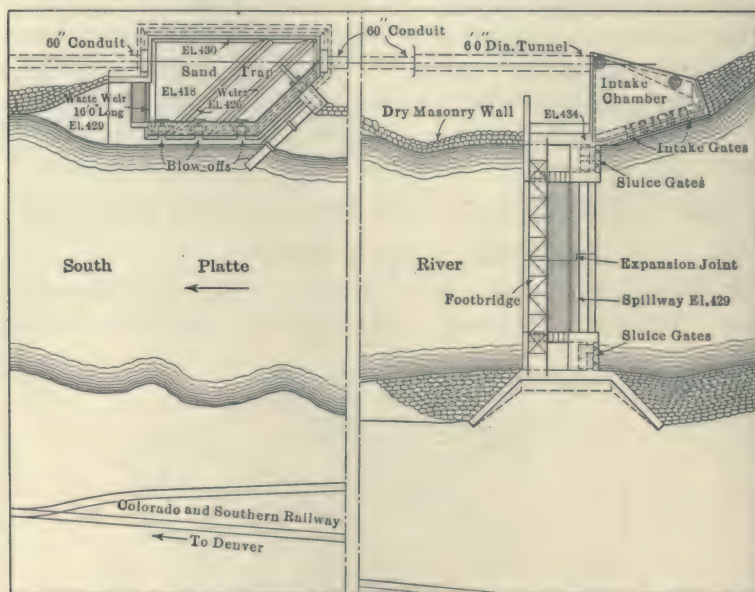 60" Conduit
El.430
Sand Trap
El.418
Weirs
El.426
Waste Weir
16'0" Long
El.429
Blow-offs
60" Conduit
6'0" Dia. Tunnel
Intake
Chamber
Dry Masonry Wall
El.434
Intake Gates
Sluice Gates
South Platte River
Expansion Joint
Footbridge
Spillway El.429
Sluice Gates
Colorado and Southern Railway
To Denver